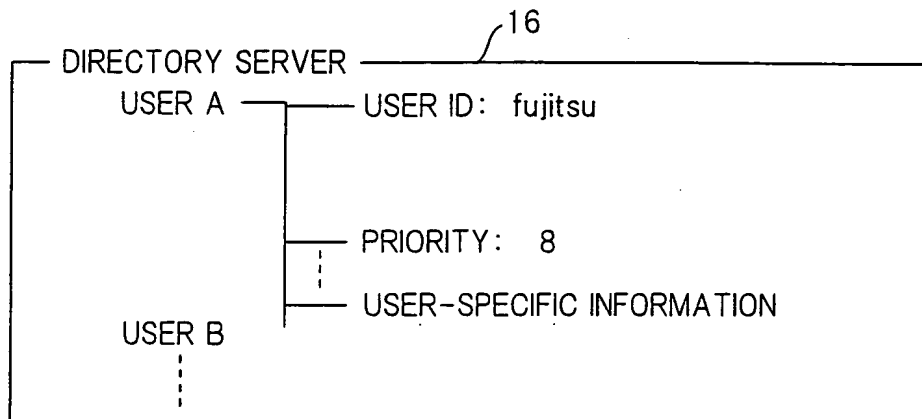 16
DIRECTORY SERVER
USER A
USER ID: fujitsu
PRIORITY: 8
USER-SPECIFIC INFORMATION
USER B